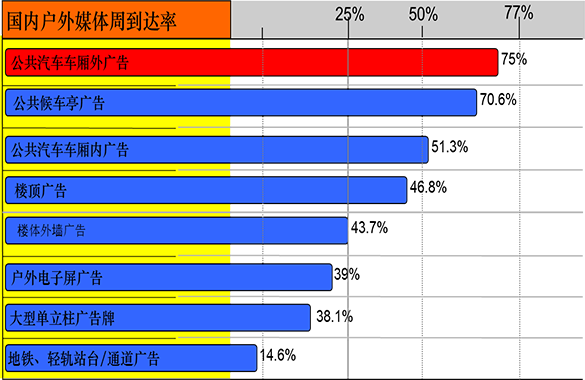 国内户外媒体周到达率 25% 50% 77%
公共汽车车厢外广告 75%
公共候车亭广告 70.6%
公共汽车车厢内广告 51.3%
楼顶广告 46.8%
楼体外墙广告 43.7%
户外电子屏广告 39%
大型单立柱广告牌 38.1%
地铁、轻轨站台/通道广告 14.6%